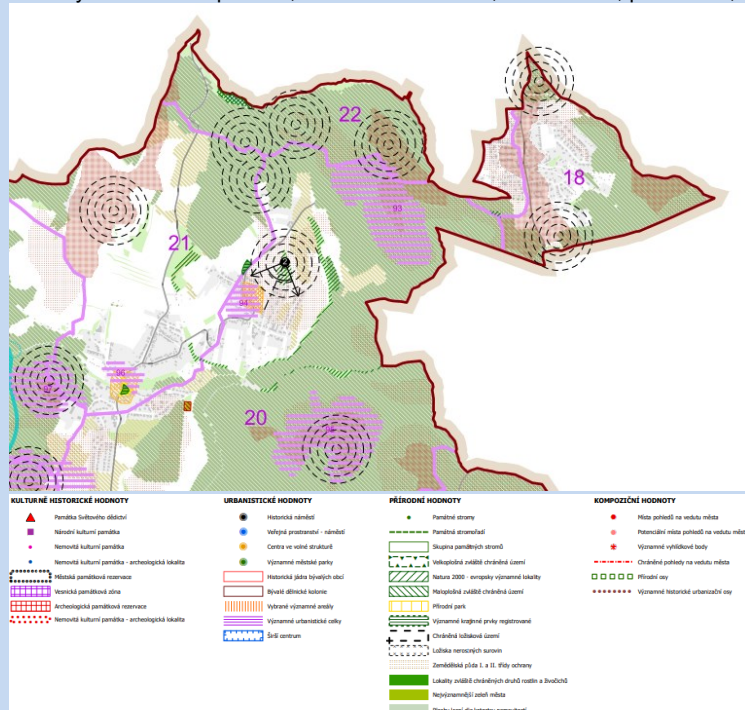 22
18
93
21
2
94
96
20
KULTURNĚ HISTORICKÉ HODNOTY
Památka Světového dědictví
Národní kulturní památka
Nemovitá kulturní památka
Nemovitá kulturní památka - archeologická lokalita
Městská památková rezervace
Vesnická památková zóna
Archeologická památková rezervace
Nemovitá kulturní památka - archeologická lokalita
URBANISTICKÉ HODNOTY
Historická náměstí
Veřejná prostranství - náměstí
Centra ve volné struktuře
Významné městské parky
Historická jádra bývalých obcí
Bývalé dělnické kolonie
Vybrané významné areály
Významné urbanistické celky
Širší centrum
PŘÍRODNÍ HODNOTY
Památné stromy
Památná stromořadí
Skupina památných stromů
Velkoplošná zvláště chráněná území
Natura 2000 - evropsky významné lokality
Maloplošná zvláště chráněná území
Přírodní park
Významné krajinné prvky registrované
Chráněná ložisková území
Ložiska nerostných surovin
Zemědělská půda I. a II. třídy ochrany
Lokality zvláště chráněných druhů rostlin a živočichů
Nejvýznamnější zeleň města
KOMPOZIČNÍ HODNOTY
Místa pohledů na vedutu města
Potenciální místa pohledů na vedutu měst
Významné vyhlídkové body
Chráněné pohledy na vedutu města
Přírodní osy
Významné historické urbanizační osy